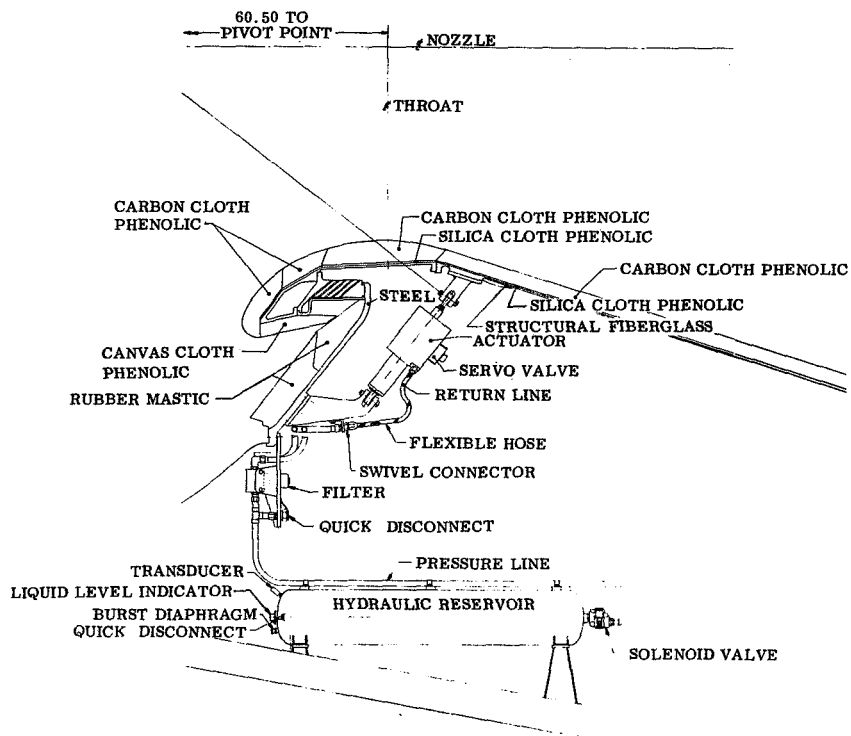 60.50 TO
PIVOT POINT
NOZZLE
THROAT
CARBON CLOTH
PHENOLIC
CARBON CLOTH PHENOLIC
SILICA CLOTH PHENOLIC
CARBON CLOTH PHENOLIC
STEEL
SILICA CLOTH PHENOLIC
STRUCTURAL FIBERGLASS
ACTUATOR
CANVAS CLOTH
PHENOLIC
SERVO VALVE
RUBBER MASTIC
RETURN LINE
FLEXIBLE HOSE
SWIVEL CONNECTOR
FILTER
QUICK DISCONNECT
PRESSURE LINE
TRANSDUCER
LIQUID LEVEL INDICATOR
HYDRAULIC RESERVOIR
BURST DIAPHRAGM
QUICK DISCONNECT
SOLENOID VALVE